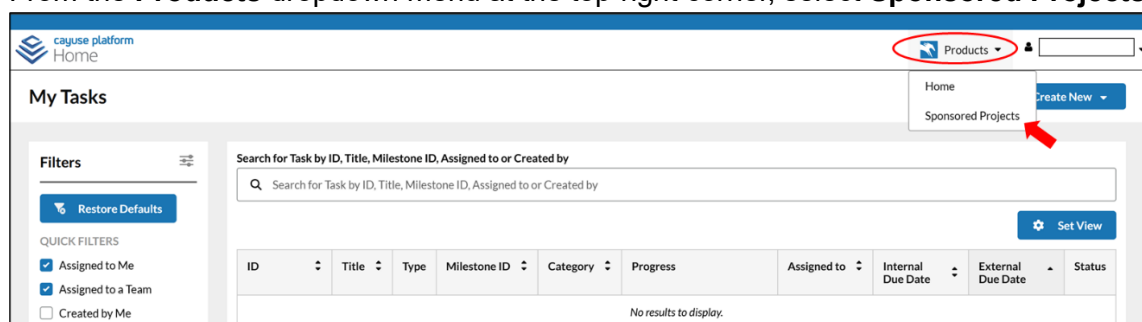 From the Products dropdown menu at the top right corner, select Sponsored Projects
cayuse platform
Home
Products
Home
Sponsored Projects
My Tasks
Create New
Filters
Restore Defaults
QUICK FILTERS
Assigned to Me
Assigned to a Team
Created by Me
Search for Task by ID, Title, Milestone ID, Assigned to or Created by
Search for Task by ID, Title, Milestone ID, Assigned to or Created by
Set View
ID Title Type Milestone ID Category Progress Assigned to Internal Due Date External Due Date Status
No results to display.